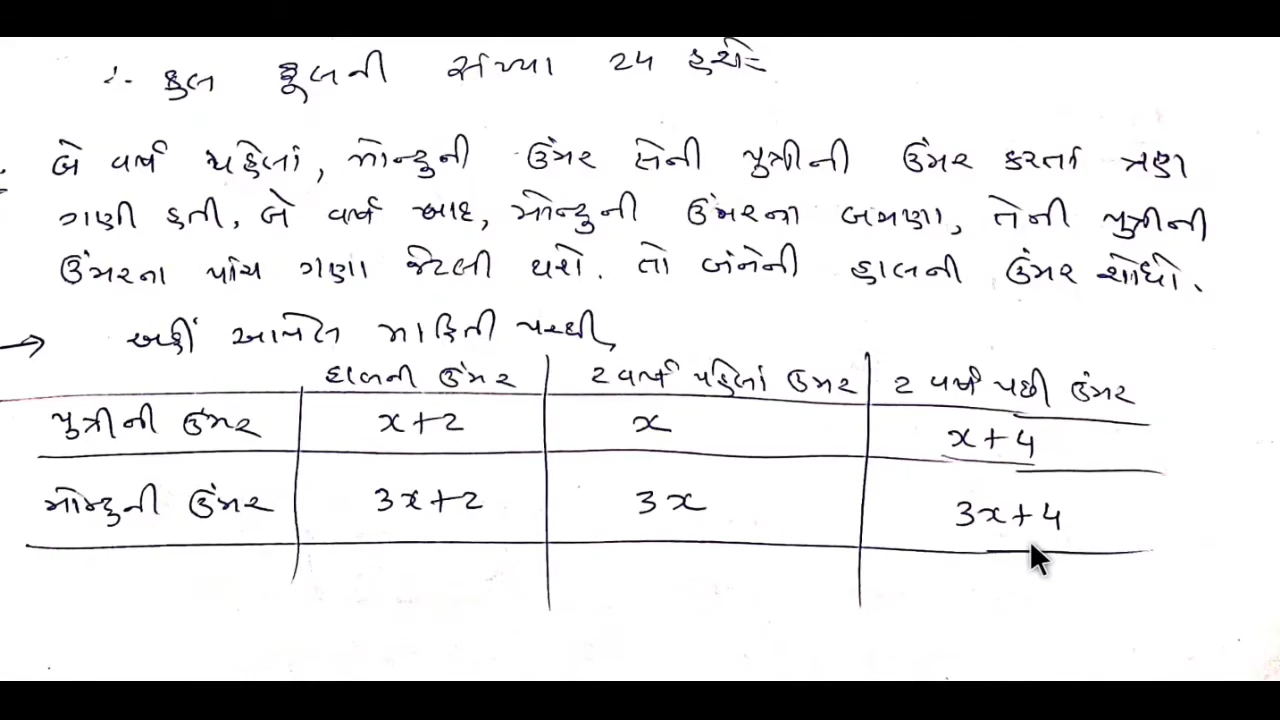 ∴ કુલ ફૂલની સંખ્યા 24 હશે.
બે વર્ષ પહેલાં, મોન્ટુની ઉંમર તેની પુત્રીની ઉંમર કરતાં ત્રણ
ગણી હતી. બે વર્ષ બાદ, મોન્ટુની ઉંમરના બમણા, તેની પુત્રીની
ઉંમરના પાંચ ગણા જેટલી થશે. તો બંનેની હાલની ઉંમર શોધો.
→ અહીં આપેલ માહિતી પરથી,
હાલની ઉંમર 2 વર્ષ પહેલાં ઉંમર 2 વર્ષ પછી ઉંમર
પુત્રીની ઉંમર x+2 x x+4
મોન્ટુની ઉંમર 3x+2 3x 3x+4